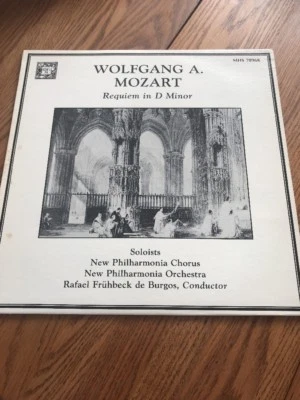 WOLFGANG A.
MOZART
Requiem in D Minor
Soloists
New Philharmonia Chorus
New Philharmonia Orchestra
Rafael Frühbeck de Burgos, Conductor